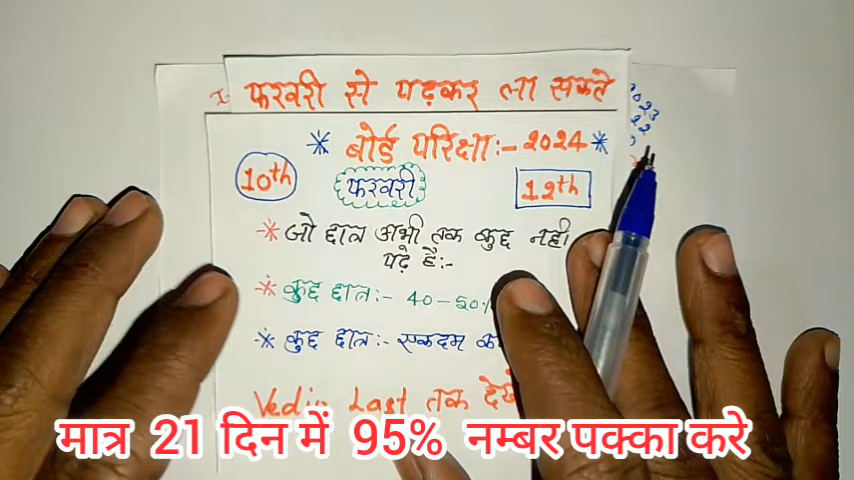 फरवरी से पढ़कर ला सकते
* बोर्ड परिक्षा:- 2024 *
10th फरवरी 12th
* जो छात्र अभी तक कुछ नहीं
पढ़े है:-
* कुछ छात्र:- 40-50%
* कुछ छात्र:- एकदम
Last तक देखे
मात्र 21 दिन में 95% नम्बर पक्का करे